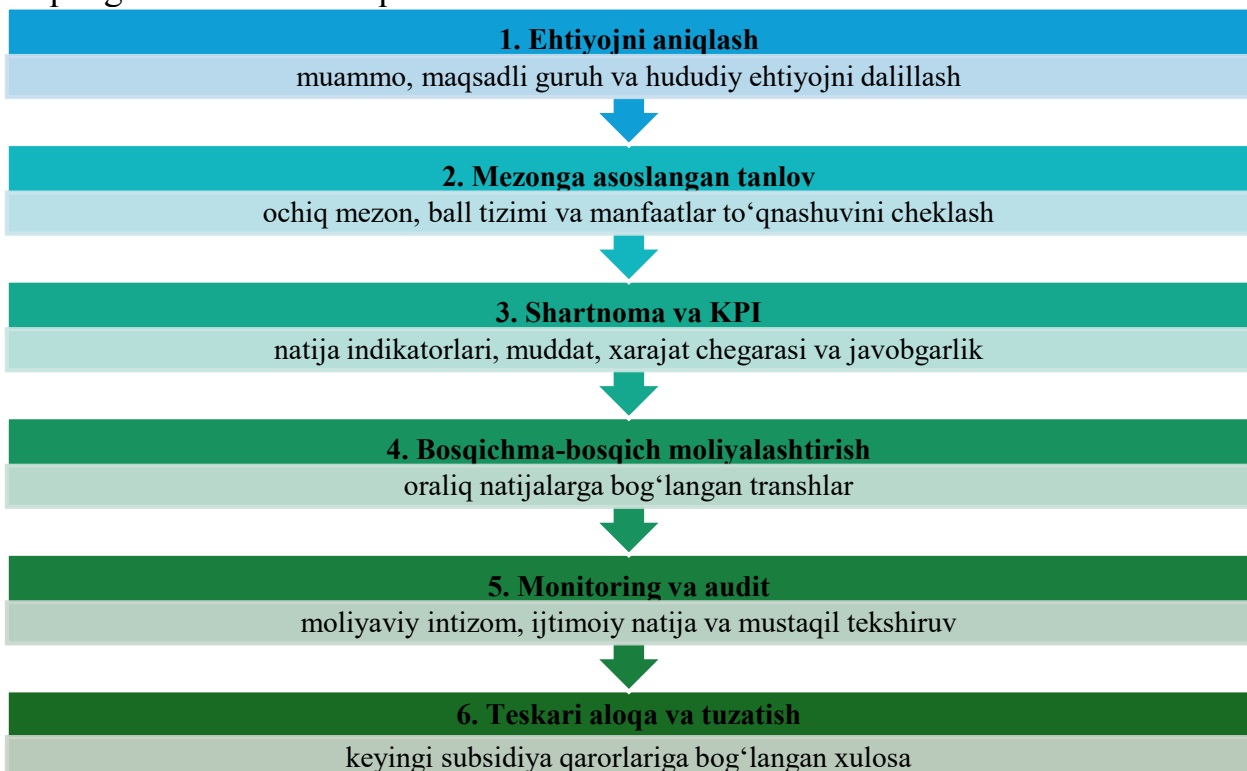 1. Ehtiyojni aniqlash
muammo, maqsadli guruh va hududiy ehtiyojni dalillash
2. Mezonga asoslangan tanlov
ochiq mezon, ball tizimi va manfaatlar to‘qnashuvini cheklash
3. Shartnoma va KPI
natija indikatorlari, muddat, xarajat chegarasi va javobgarlik
4. Bosqichma-bosqich moliyalashtirish
oraliq natijalarga bog‘langan transhlar
5. Monitoring va audit
moliyaviy intizom, ijtimoiy natija va mustaqil tekshiruv
6. Teskari aloqa va tuzatish
keyingi subsidiya qarorlariga bog‘langan xulosa